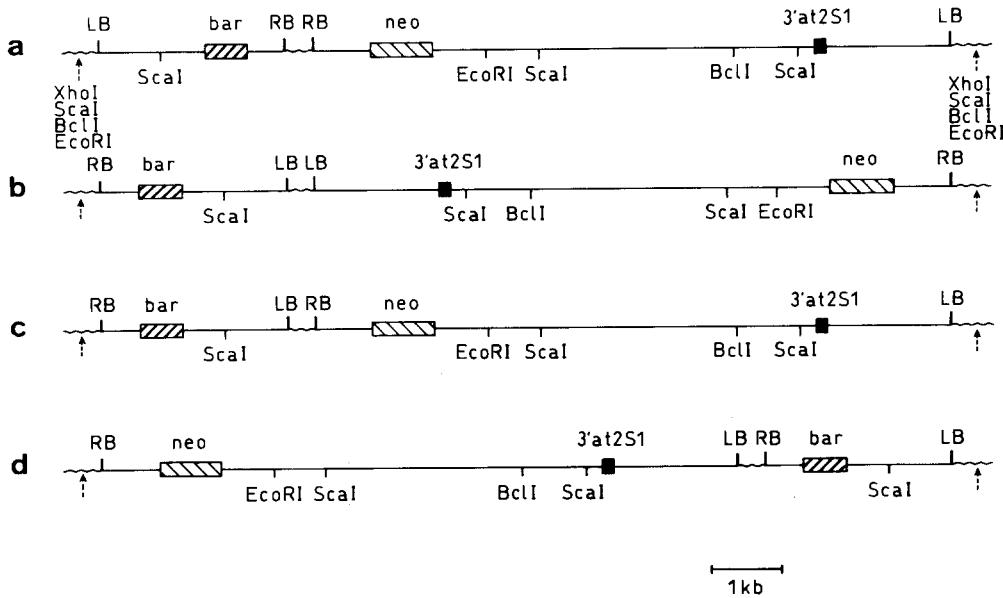 LB bar RB RB neo 3'at2S1 LB
a
ScaI EcoRI ScaI BclI ScaI
XhoI XhoI
ScaI ScaI
BclI BclI
EcoRI EcoRI
RB bar LB LB 3'at2S1 neo RB
b
ScaI ScaI BclI ScaI EcoRI
RB bar LB RB neo 3'at2S1 LB
c
ScaI EcoRI ScaI BclI ScaI
RB neo 3'at2S1 LB RB bar LB
d
EcoRI ScaI BclI ScaI ScaI
1kb